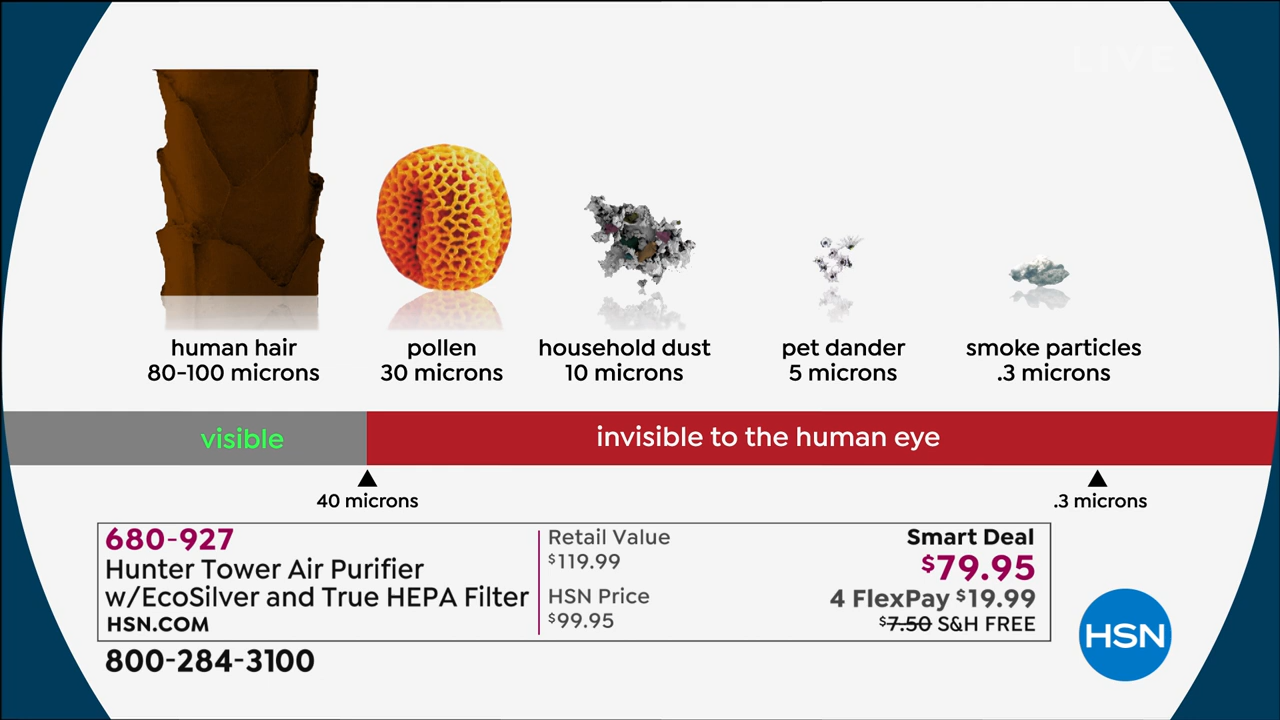 LIVE
human hair
80-100 microns
pollen
30 microns
household dust
10 microns
pet dander
5 microns
smoke particles
.3 microns
visible
invisible to the human eye
40 microns
.3 microns
680-927
Hunter Tower Air Purifier
w/EcoSilver and True HEPA Filter
HSN.COM
Retail Value
$119.99
HSN Price
$99.95
Smart Deal
$79.95
4 FlexPay $19.99
$7.50 S&H FREE
800-284-3100
HSN